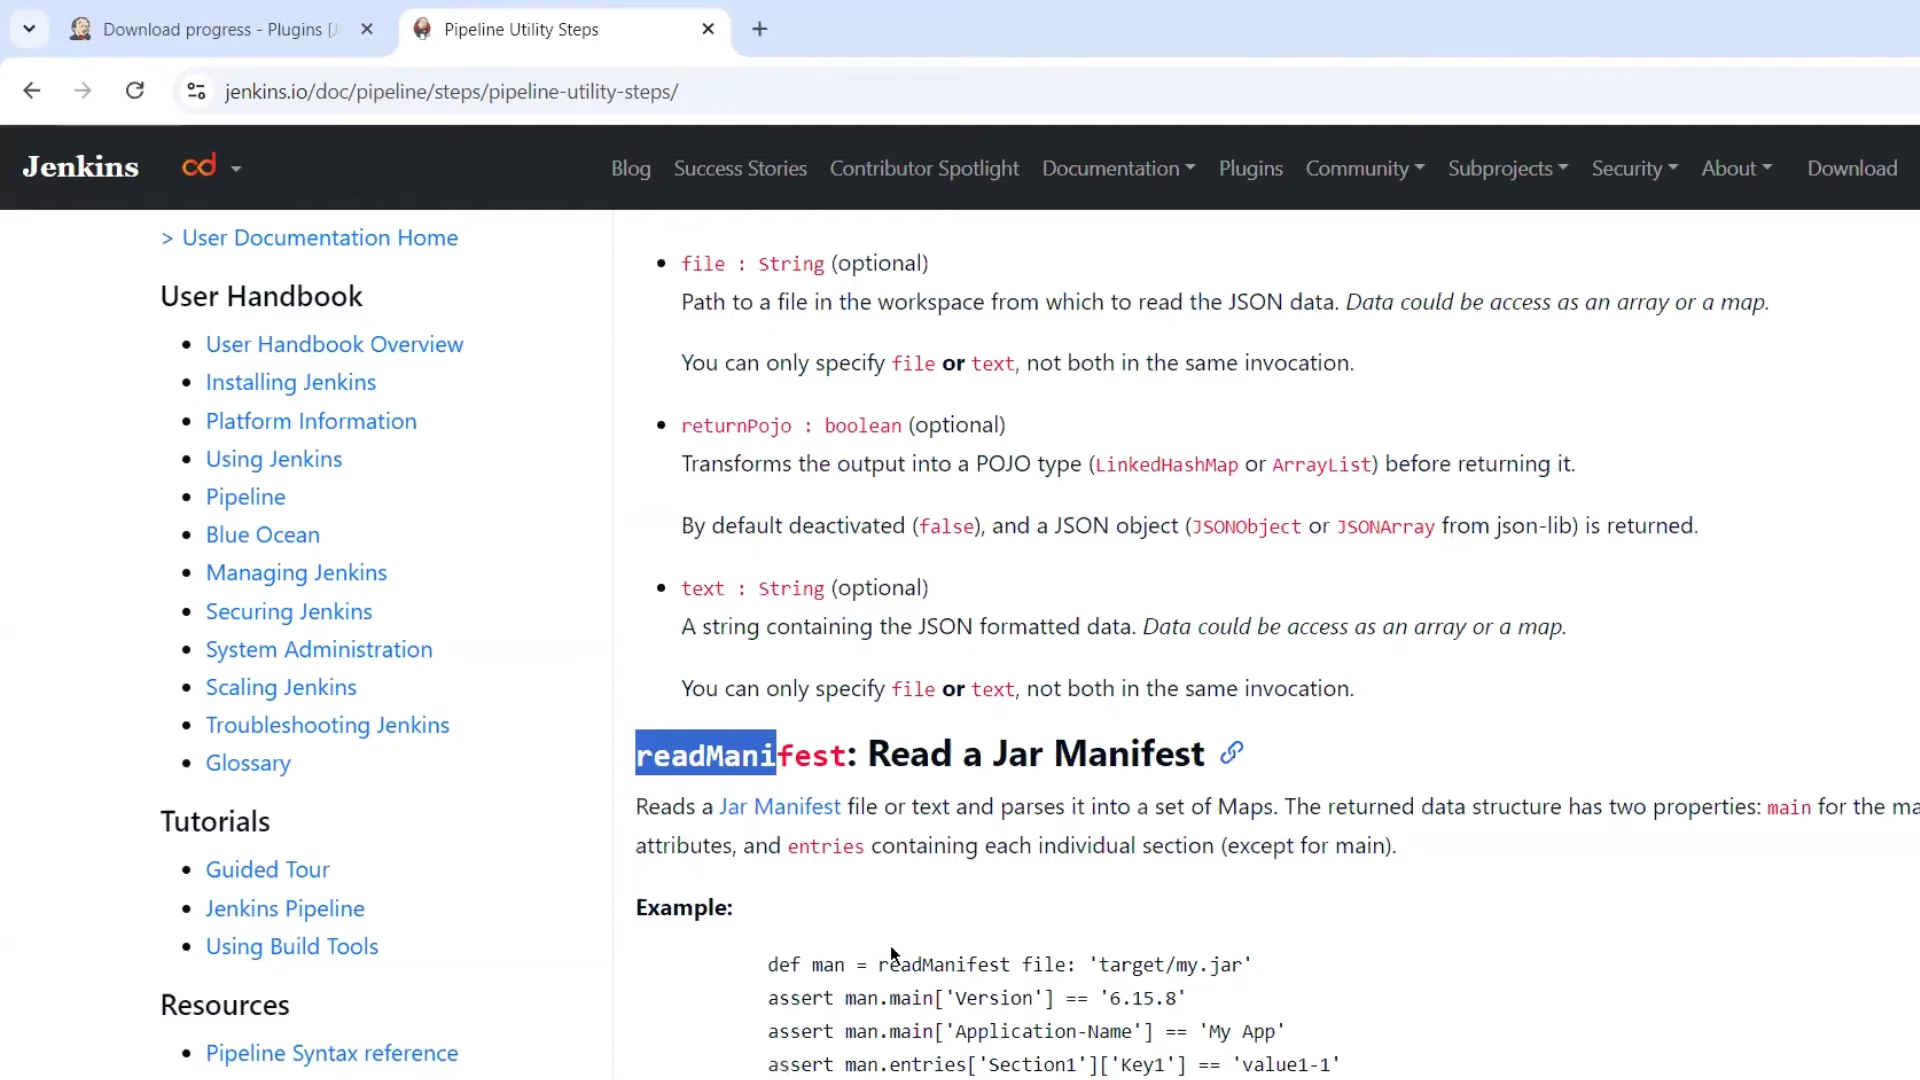 Download progress - Plugins [J
Pipeline Utility Steps
jenkins.io/doc/pipeline/steps/pipeline-utility-steps/
Jenkins cd Blog Success Stories Contributor Spotlight Documentation Plugins Community Subprojects Security About Download
> User Documentation Home
User Handbook
User Handbook Overview
Installing Jenkins
Platform Information
Using Jenkins
Pipeline
Blue Ocean
Managing Jenkins
Securing Jenkins
System Administration
Scaling Jenkins
Troubleshooting Jenkins
Glossary
Tutorials
Guided Tour
Jenkins Pipeline
Using Build Tools
Resources
Pipeline Syntax reference
file : String (optional)
Path to a file in the workspace from which to read the JSON data. Data could be access as an array or a map.
You can only specify file or text, not both in the same invocation.
returnPojo : boolean (optional)
Transforms the output into a POJO type (LinkedHashMap or ArrayList) before returning it.
By default deactivated (false), and a JSON object (JSONObject or JSONArray from json-lib) is returned.
text : String (optional)
A string containing the JSON formatted data. Data could be access as an array or a map.
You can only specify file or text, not both in the same invocation.
readManifest: Read a Jar Manifest
Reads a Jar Manifest file or text and parses it into a set of Maps. The returned data structure has two properties: main for the ma
attributes, and entries containing each individual section (except for main).
Example:
def man = readManifest file: 'target/my.jar'
assert man.main['Version'] == '6.15.8'
assert man.main['Application-Name'] == 'My App'
assert man.entries['Section1']['Key1'] == 'value1-1'